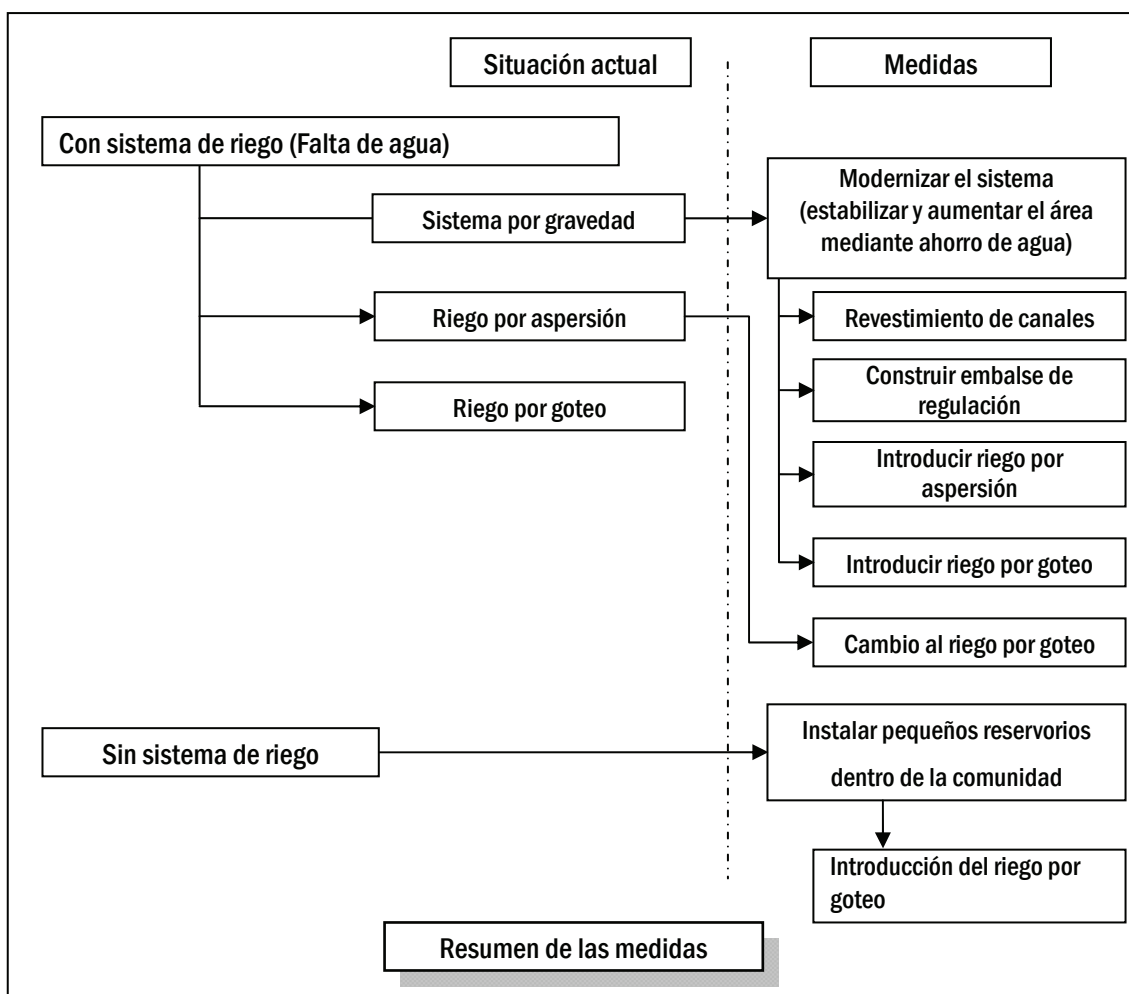 Situación actual
Medidas
Con sistema de riego (Falta de agua)
Sistema por gravedad
Modernizar el sistema
(estabilizar y aumentar el área
mediante ahorro de agua)
Riego por aspersión
Revestimiento de canales
Construir embalse de
regulación
Riego por goteo
Introducir riego por
aspersión
Introducir riego por goteo
Cambio al riego por goteo
Sin sistema de riego
Instalar pequeños reservorios
dentro de la comunidad
Introducción del riego por
goteo
Resumen de las medidas